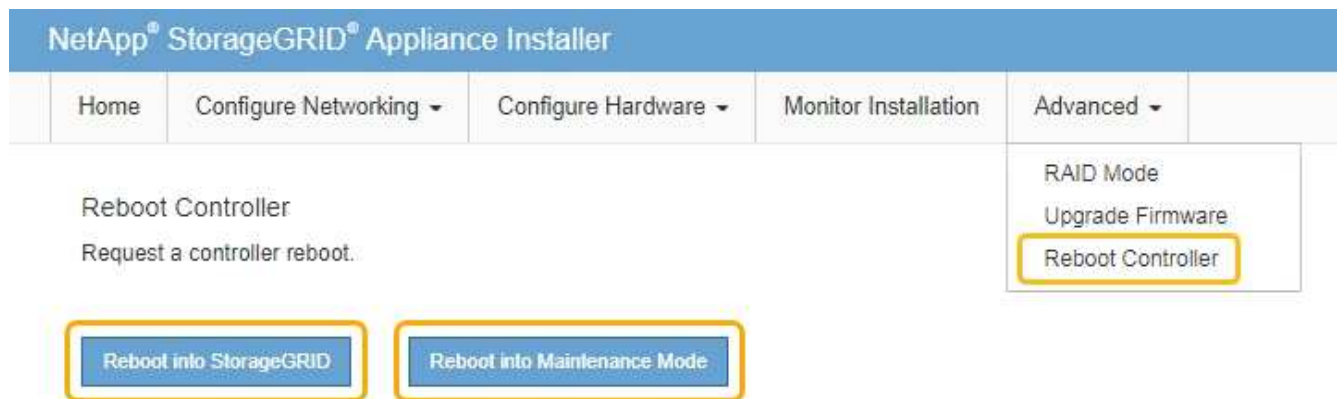 NetApp® StorageGRID® Appliance Installer
Home Configure Networking Configure Hardware Monitor Installation Advanced
RAID Mode
Upgrade Firmware
Reboot Controller
Reboot Controller
Request a controller reboot.
Reboot into StorageGRID Reboot into Maintenance Mode